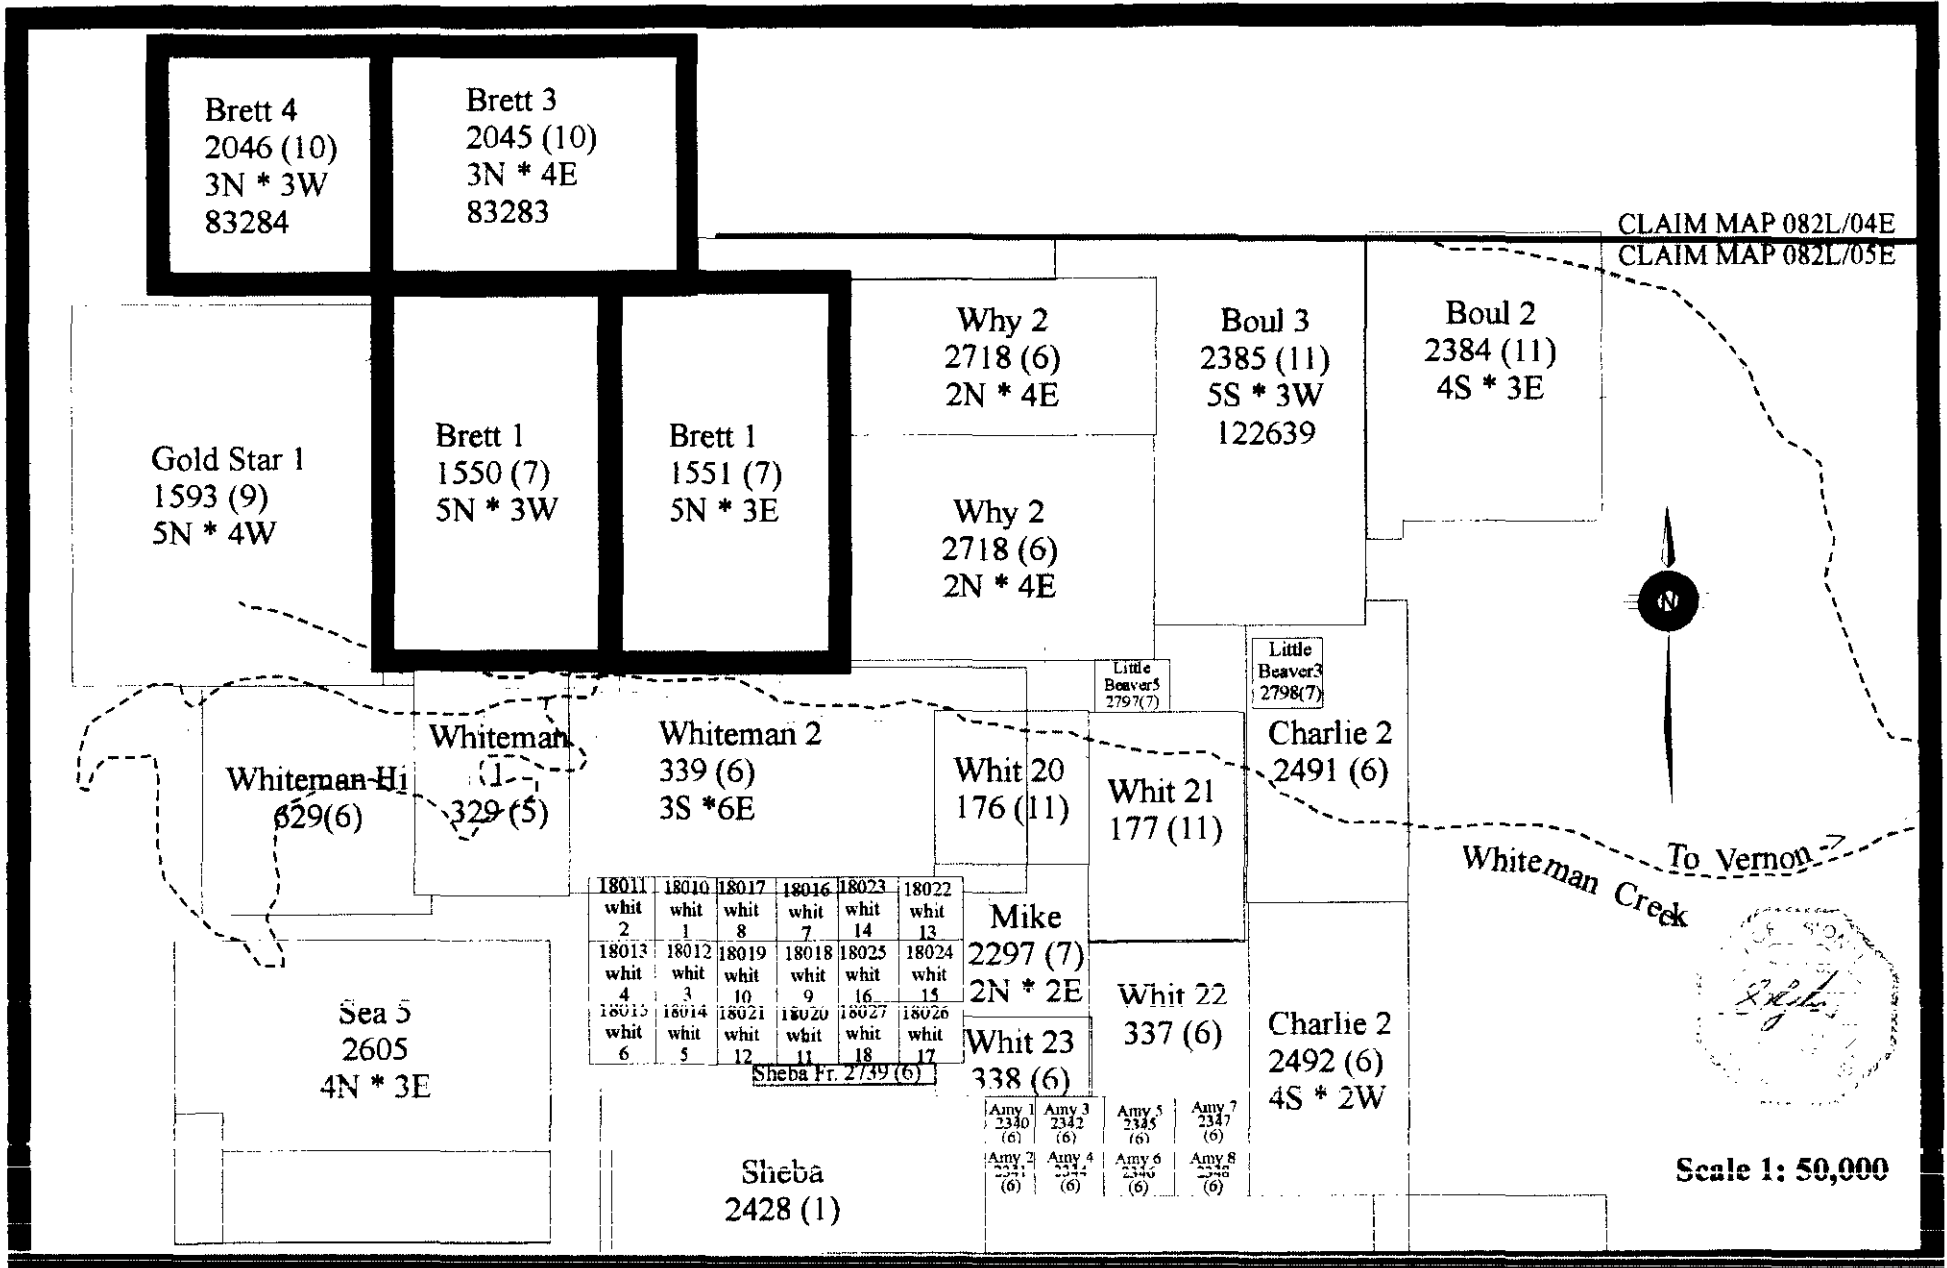 Brett 4
2046 (10)
3N * 3W
83284
Brett 3
2045 (10)
3N * 4E
83283
CLAIM MAP 082L/04E
CLAIM MAP 082L/05E
Gold Star 1
1593 (9)
5N * 4W
Brett 1
1550 (7)
5N * 3W
Brett 1
1551 (7)
5N * 3E
Why 2
2718 (6)
2N * 4E
Why 2
2718 (6)
2N * 4E
Boul 3
2385 (11)
5S * 3W
122639
Boul 2
2384 (11)
4S * 3E
N
Little
Beaver5
2797(7)
Little
Beaver3
2798(7)
Whiteman Hi
629(6)
Whiteman
1
329 (5)
Whiteman 2
339 (6)
3S *6E
Whit 20
176 (11)
Whit 21
177 (11)
Charlie 2
2491 (6)
To Vernon
Whiteman Creek
18011
whit
2
18010
whit
1
18017
whit
8
18016
whit
7
18023
whit
14
18022
whit
13
18013
whit
4
18012
whit
3
18019
whit
10
18018
whit
9
18025
whit
16
18024
whit
15
18015
whit
6
18014
whit
5
18021
whit
12
18020
whit
11
18027
whit
18
18026
whit
17
Sheba Fr. 2739 (6)
Mike
2297 (7)
2N * 2E
Whit 23
338 (6)
Whit 22
337 (6)
Charlie 2
2492 (6)
4S * 2W
Sea 5
2605
4N * 3E
Sheba
2428 (1)
Amy 1
2340
(6)
Amy 3
2342
(6)
Amy 5
2345
(6)
Amy 7
2347
(6)
Amy 2
2341
(6)
Amy 4
(6)
Amy 6
2346
(6)
Amy 8
2348
(6)
Scale 1: 50,000